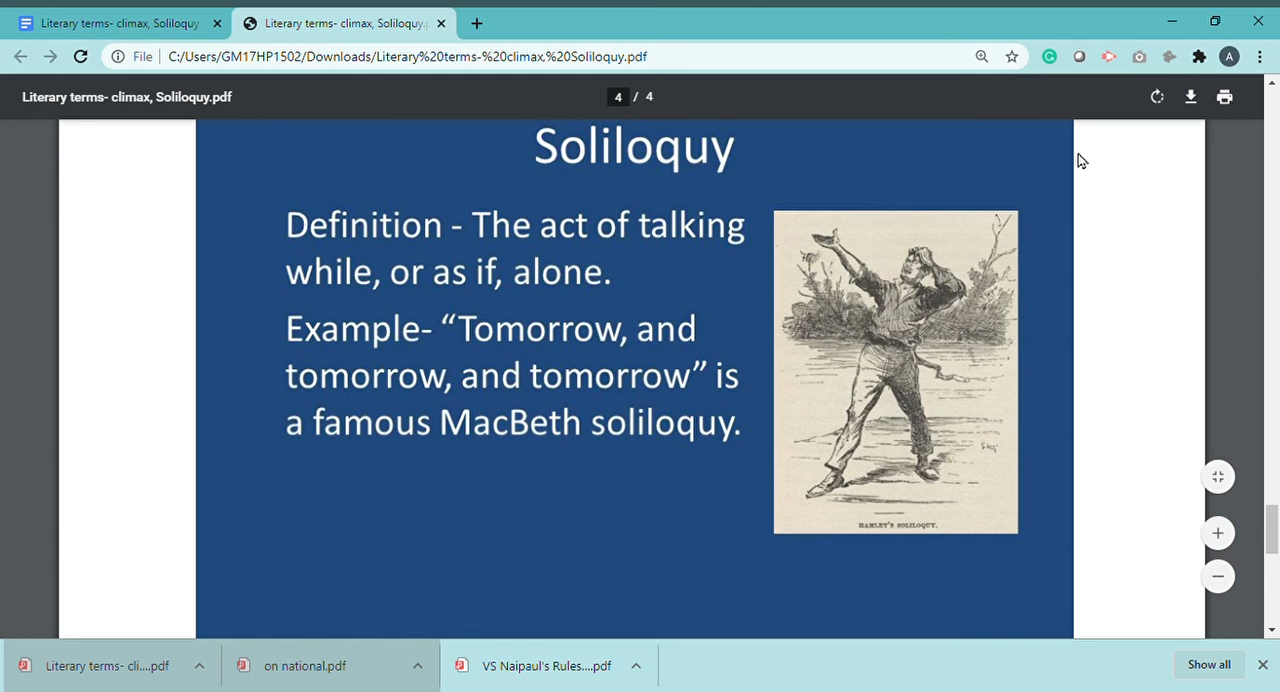 Literary terms- climax, Soliloquy
Literary terms- climax, Soliloquy.
File
C:/Users/GM17HP1502/Downloads/Literary%20terms-%20climax,%20Soliloquy.pdf
A
Literary terms- climax, Soliloquy.pdf
4 / 4
Soliloquy
Definition - The act of talking
while, or as if, alone.
Example- “Tomorrow, and
tomorrow, and tomorrow” is
a famous MacBeth soliloquy.
HAMLET'S SOLILOQUY.
Literary terms- cli....pdf
on national.pdf
VS Naipaul's Rules....pdf
Show all